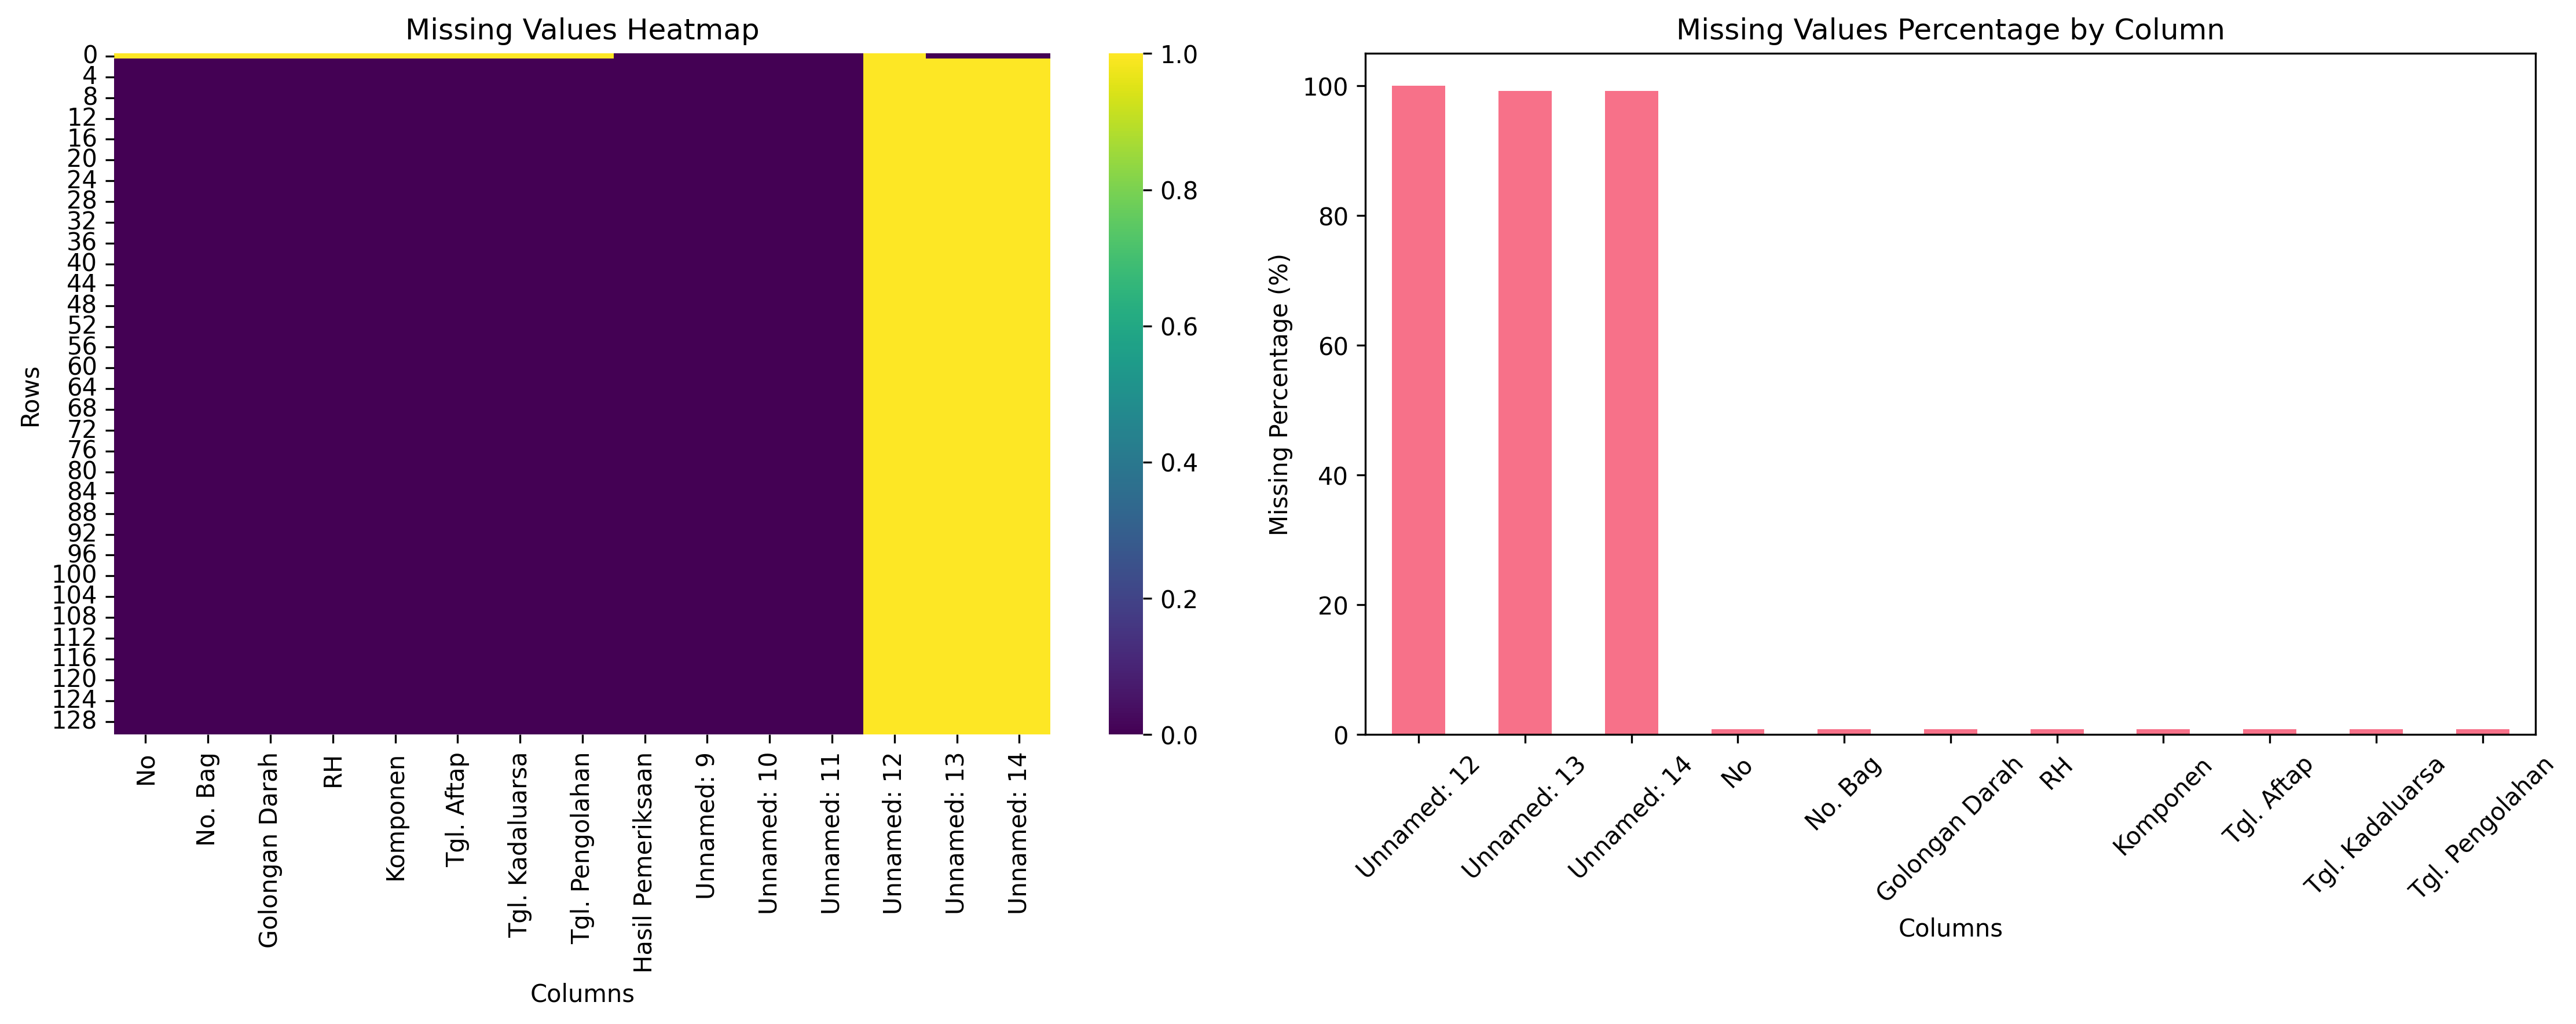 Missing Values Heatmap
0
4
8
12
16
20
24
28
32
36
40
44
48
52
56
60
64
68
72
76
80
84
88
92
96
100
104
108
112
116
120
124
128
Rows
No
No. Bag
Golongan Darah
RH
Komponen
Tgl. Aftap
Tgl. Kadaluarsa
Tgl. Pengolahan
Hasil Pemeriksaan
Unnamed: 9
Unnamed: 10
Unnamed: 11
Unnamed: 12
Unnamed: 13
Unnamed: 14
Columns
1.0
0.8
0.6
0.4
0.2
0.0
Missing Values Percentage by Column
100
80
60
40
20
0
Missing Percentage (%)
Unnamed: 12
Unnamed: 13
Unnamed: 14
No
No. Bag
Golongan Darah
RH
Komponen
Tgl. Aftap
Tgl. Kadaluarsa
Tgl. Pengolahan
Columns